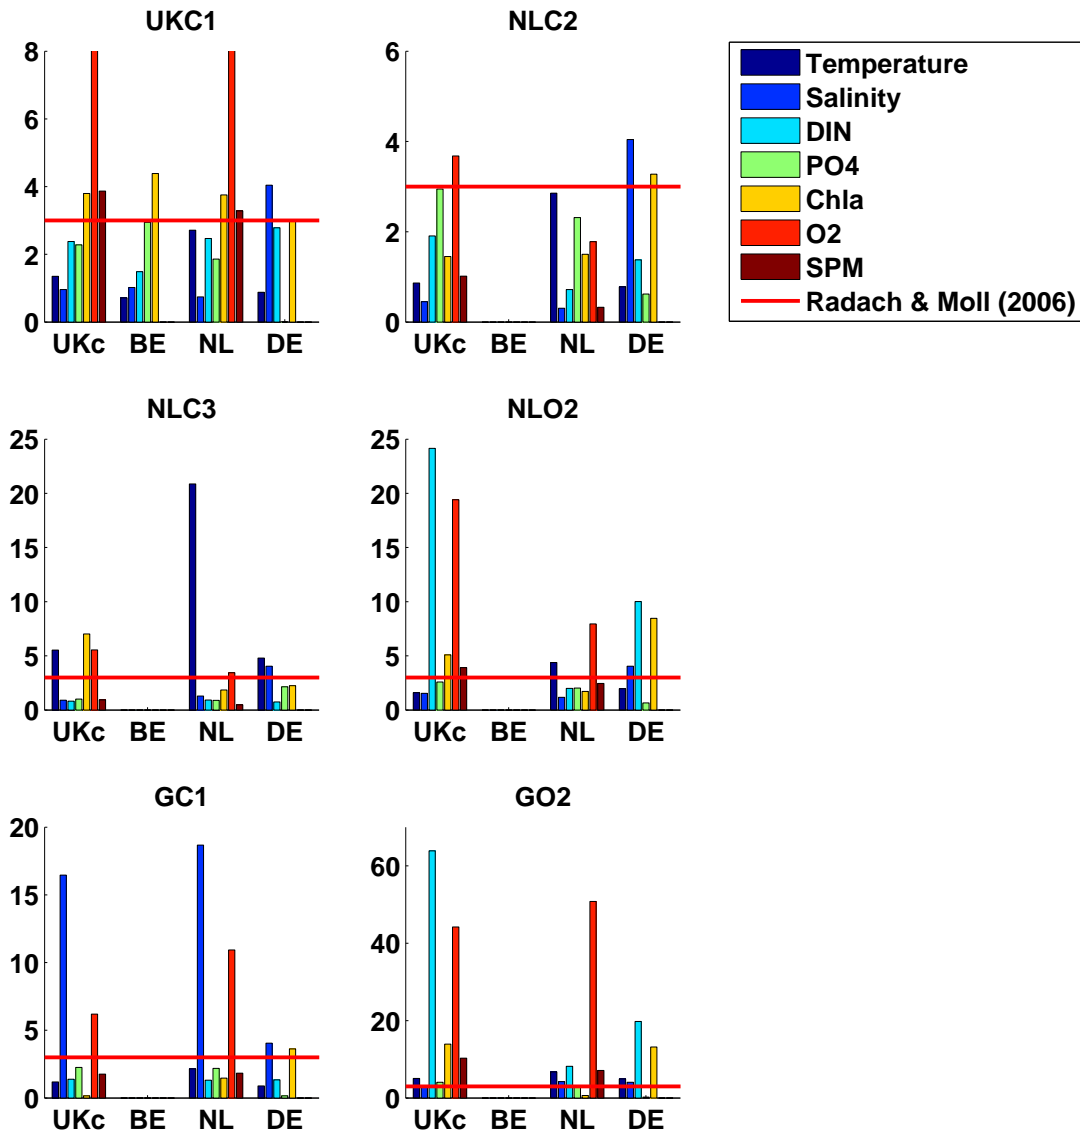 UKC1
8
6
4
2
0
UKc BE NL DE
NLC2
6
4
2
0
UKc BE NL DE
Temperature
Salinity
DIN
PO4
Chla
O2
SPM
Radach & Moll (2006)
NLC3
25
20
15
10
5
0
UKc BE NL DE
NLO2
25
20
15
10
5
0
UKc BE NL DE
GC1
20
15
10
5
0
UKc BE NL DE
GO2
60
40
20
0
UKc BE NL DE